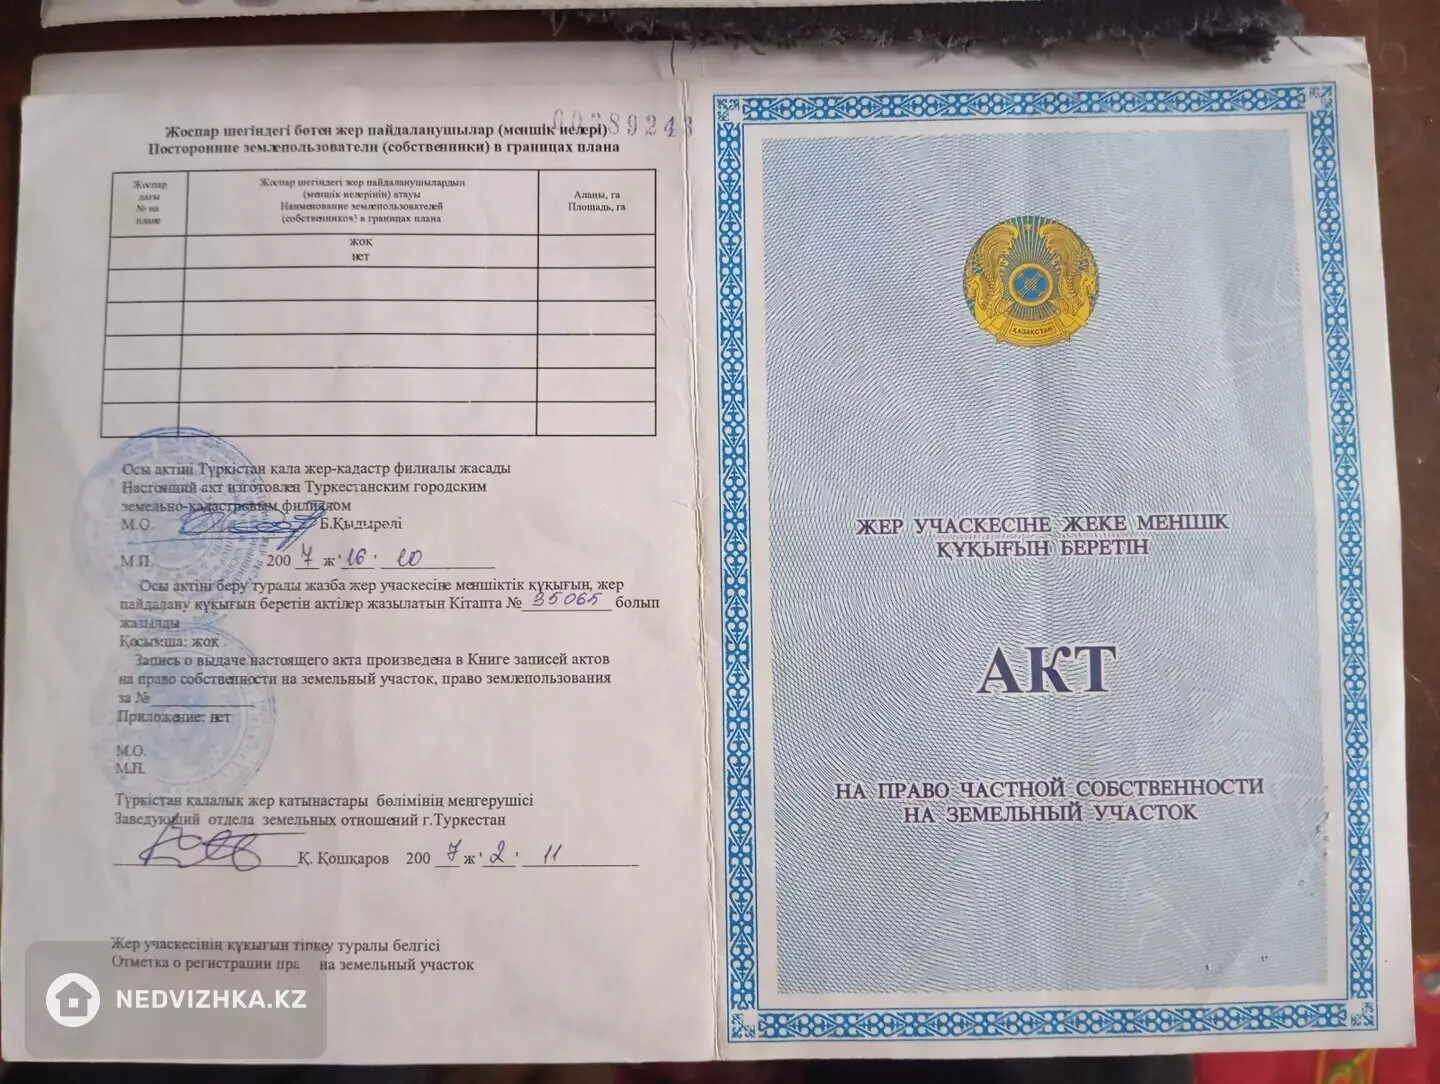 Жоспар шегіндегі бөтен жер пайдаланушылар (меншік иелері)
Посторонние землепользователи (собственники) в границах плана
Жоспар
дағы
№ на
плане
Жоспар шегіндегі жер пайдаланушылардың
(меншік иелерінің) атауы
Наименование землепользователей
(собственников) в границах плана
Алаңы, га
Площадь, га
жоқ
нет
Осы актіні Түркістан қала жер-кадастр филиалы жасады
Настоящий акт изготовлен Туркестанским городским
земельно-кадастровым филиалом
М.О. Б.Қыдырәлі
М.П. 200 7 ж ' 16 ' 10
Осы актіні беру туралы жазба жер учаскесіне меншіктік құқығын, жер
пайдалану құқығын беретін актілер жазылатын Кітапта № 35065 болып
жазылды
Қосымша: жоқ
Запись о выдаче настоящего акта произведена в Книге записей актов
на право собственности на земельный участок, право землепользования
за №
Приложение: нет
М.О.
М.П.
Түркістан қалалық жер қатынастары бөлімінің меңгерушісі
Заведующий отдела земельных отношений г.Туркестан
Қ. Қошқаров 200 7 ж ' 2 ' 11
Жер учаскесінің құқығын тіркеу туралы белгісі
Отметка о регистрации пра на земельный участок
NEDVIZHKA.KZ
ҚАЗАҚСТАН
ЖЕР УЧАСКЕСІНЕ ЖЕКЕ МЕНШІК
ҚҰҚЫҒЫН БЕРЕТІН
АКТ
НА ПРАВО ЧАСТНОЙ СОБСТВЕННОСТИ
НА ЗЕМЕЛЬНЫЙ УЧАСТОК